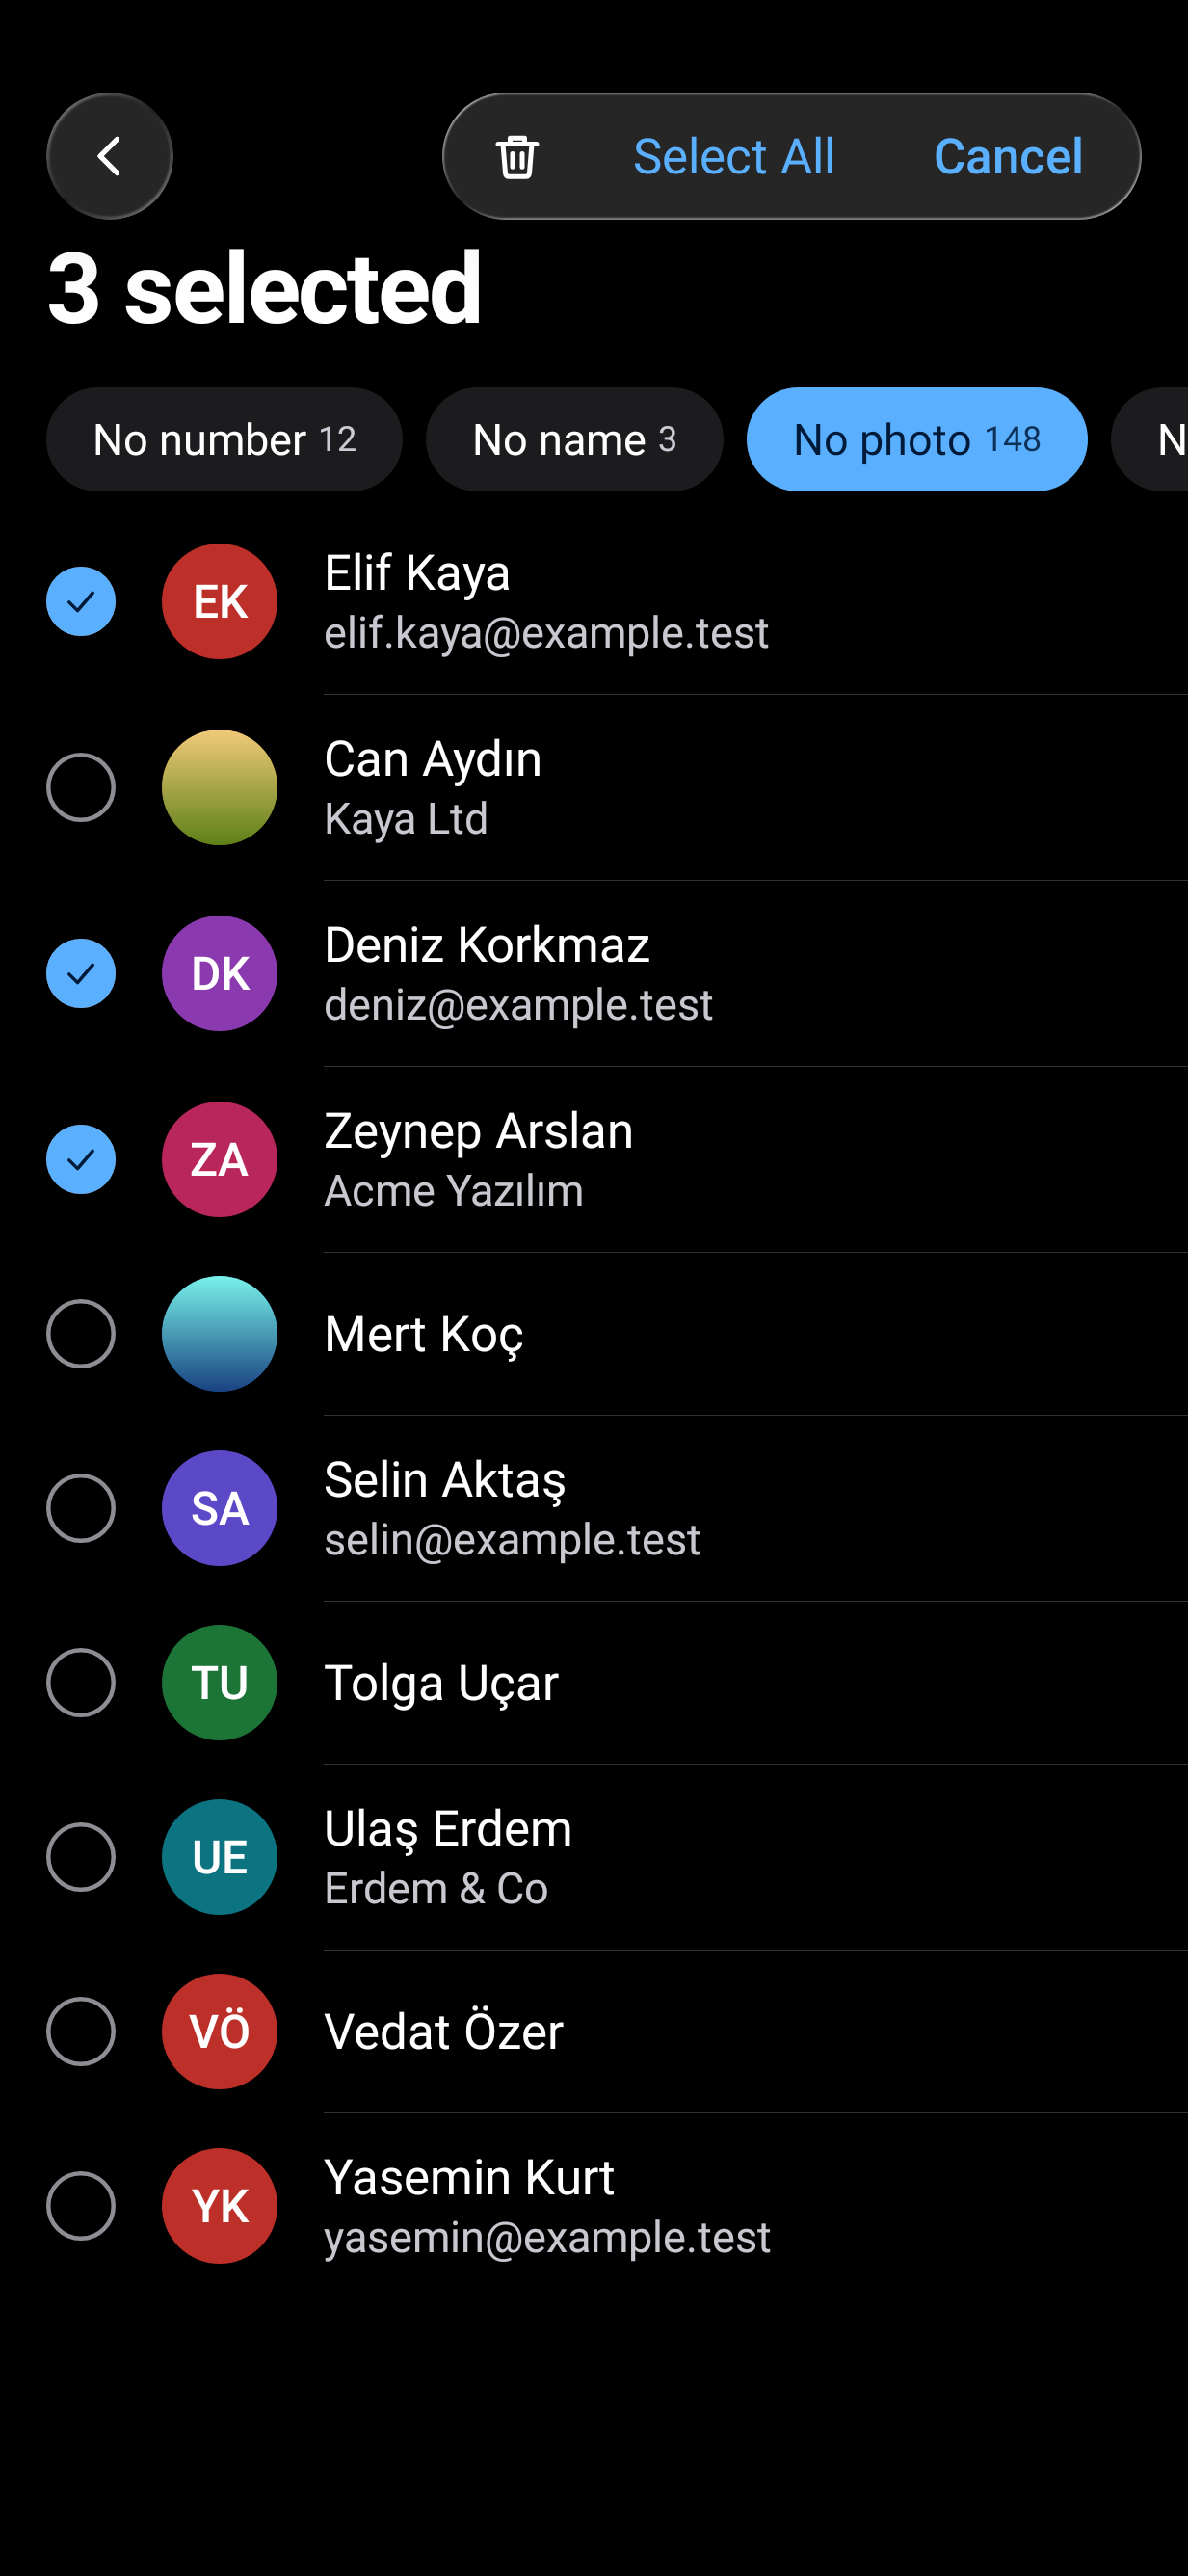 Select All
Cancel
3 selected
No number 12
No name 3
No photo 148
N
EK
Elif Kaya
elif.kaya@example.test
Can Aydın
Kaya Ltd
DK
Deniz Korkmaz
deniz@example.test
ZA
Zeynep Arslan
Acme Yazılım
Mert Koç
SA
Selin Aktaş
selin@example.test
TU
Tolga Uçar
UE
Ulaş Erdem
Erdem & Co
VÖ
Vedat Özer
YK
Yasemin Kurt
yasemin@example.test